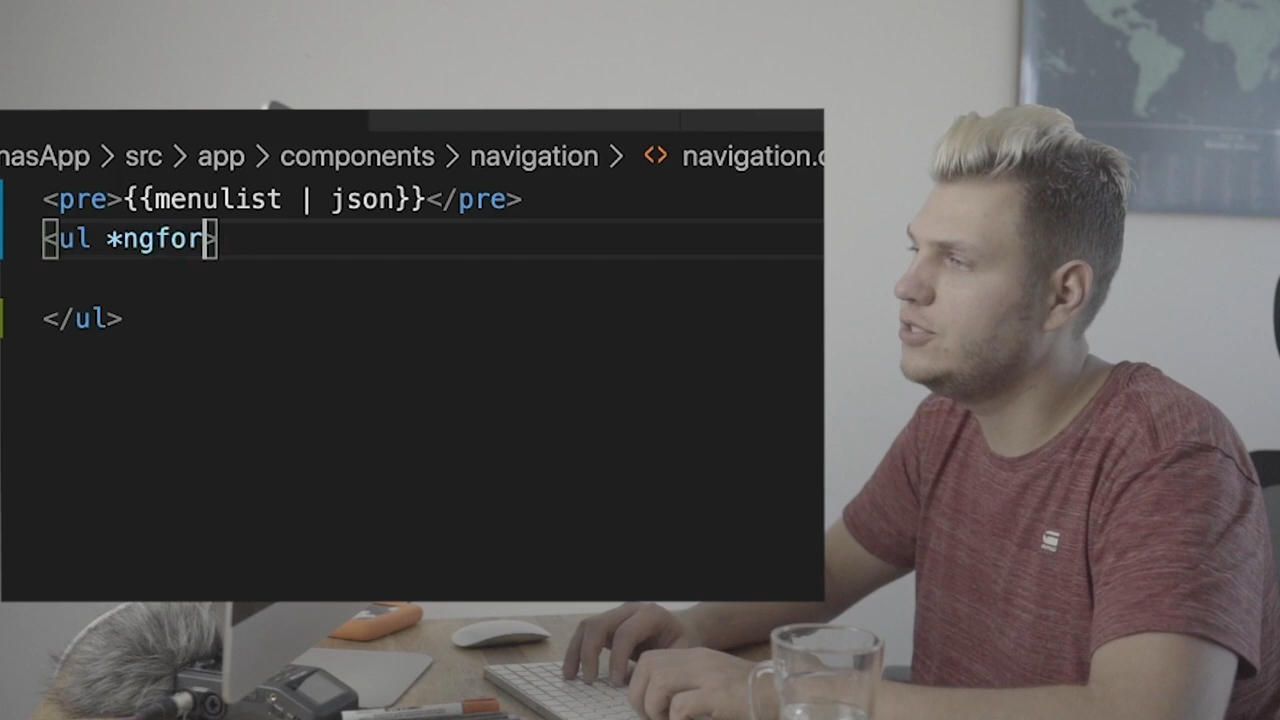 nasApp > src > app > components > navigation > <> navigation.c
<pre>{{menulist | json}}</pre>
<ul *ngfor>
</ul>